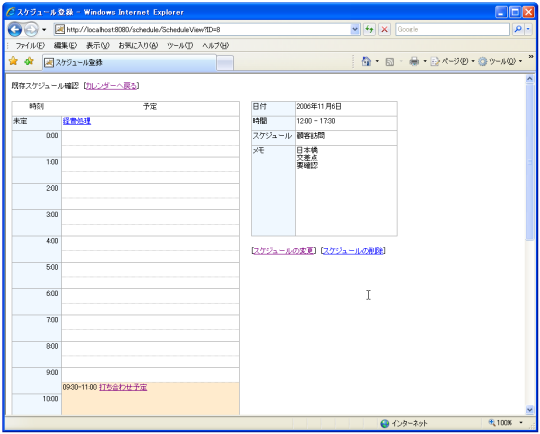 スケジュール登録 - Windows Internet Explorer
http://localhost:8080/schedule/ScheduleView?ID=8
Google
ファイル(F) 編集(E) 表示(V) お気に入り(A) ツール(T) ヘルプ(H)
スケジュール登録
ページ(P) ツール(O)
既存スケジュール確認 [カレンダーへ戻る]
時刻 予定
未定 経費処理
0:00
1:00
2:00
3:00
4:00
5:00
6:00
7:00
8:00
9:00
09:30-11:00 打ち合わせ予定
10:00
日付 2006年11月6日
時間 12:00 - 17:30
スケジュール 顧客訪問
メモ 日本橋
交差点
要確認
[スケジュールの変更] [スケジュールの削除]
インターネット 100%